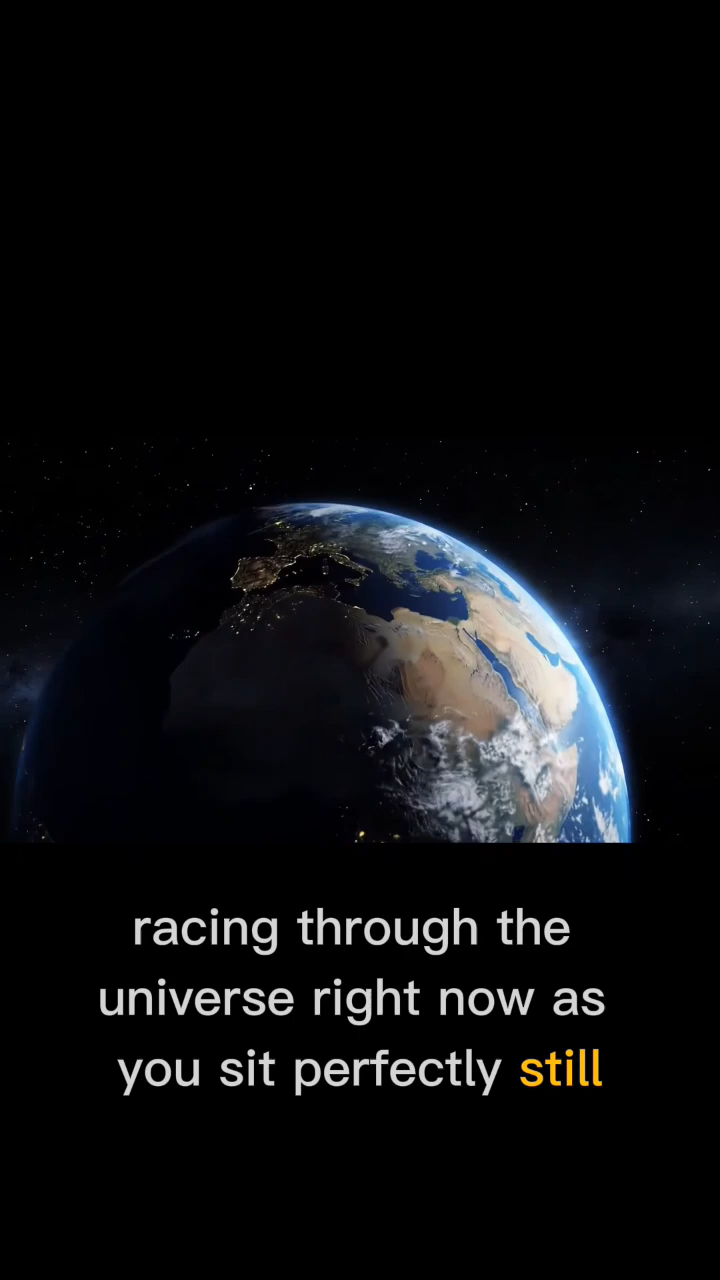 racing through the
universe right now as
you sit perfectly still